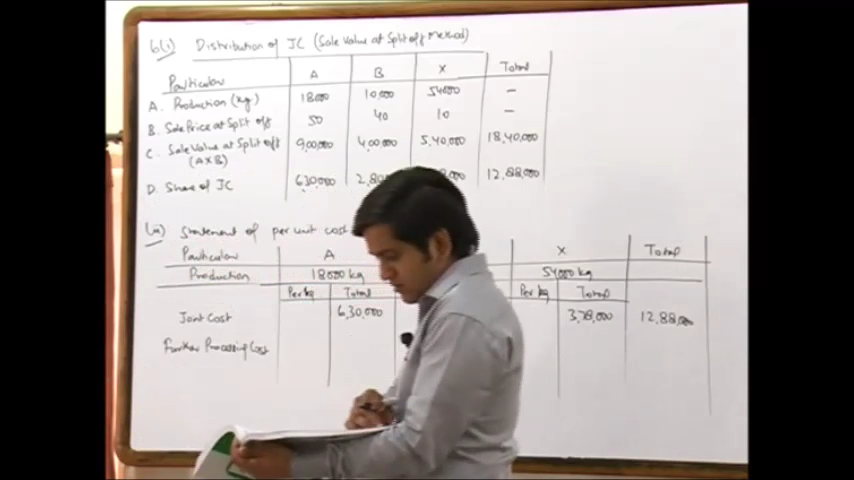 6(i) Distribution of JC (Sale Value at Split off Method)
Particulars A B X Total
A. Production (kg) 18000 10,000 54000 -
B. Sale Price at Split off 50 40 10 -
C. Sale Value at Split off 9,00,000 4,00,000 5,40,000 18,40,000
(A×B)
D. Share of JC 630,000 2,80 000 12,88,000
(ii) Statement of per unit cost
Particulars A X Total
Production 18000 kg 54000 kg
Per kg Total Per kg Total
Joint Cost 6,30,000 3,78,000 12,88,000
Further Processing Cost